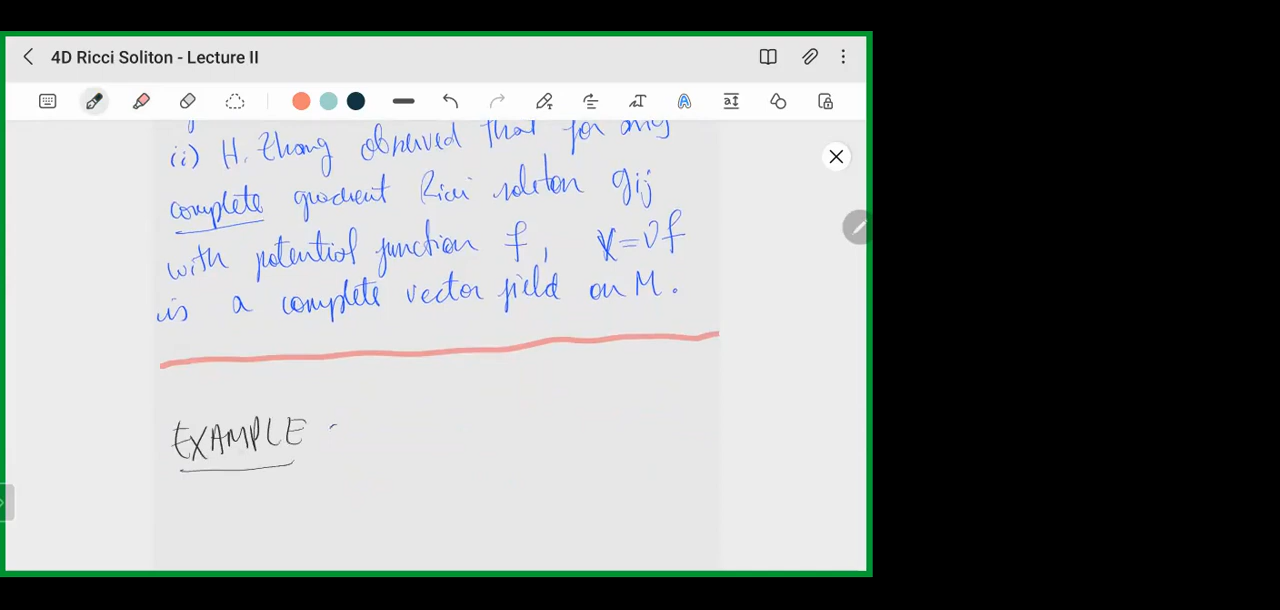 4D Ricci Soliton - Lecture II
(ii) H. Zhang observed that for any
complete gradient Ricci soliton gij
with potential function f, X=∇f
is a complete vector field on M.
EXAMPLE